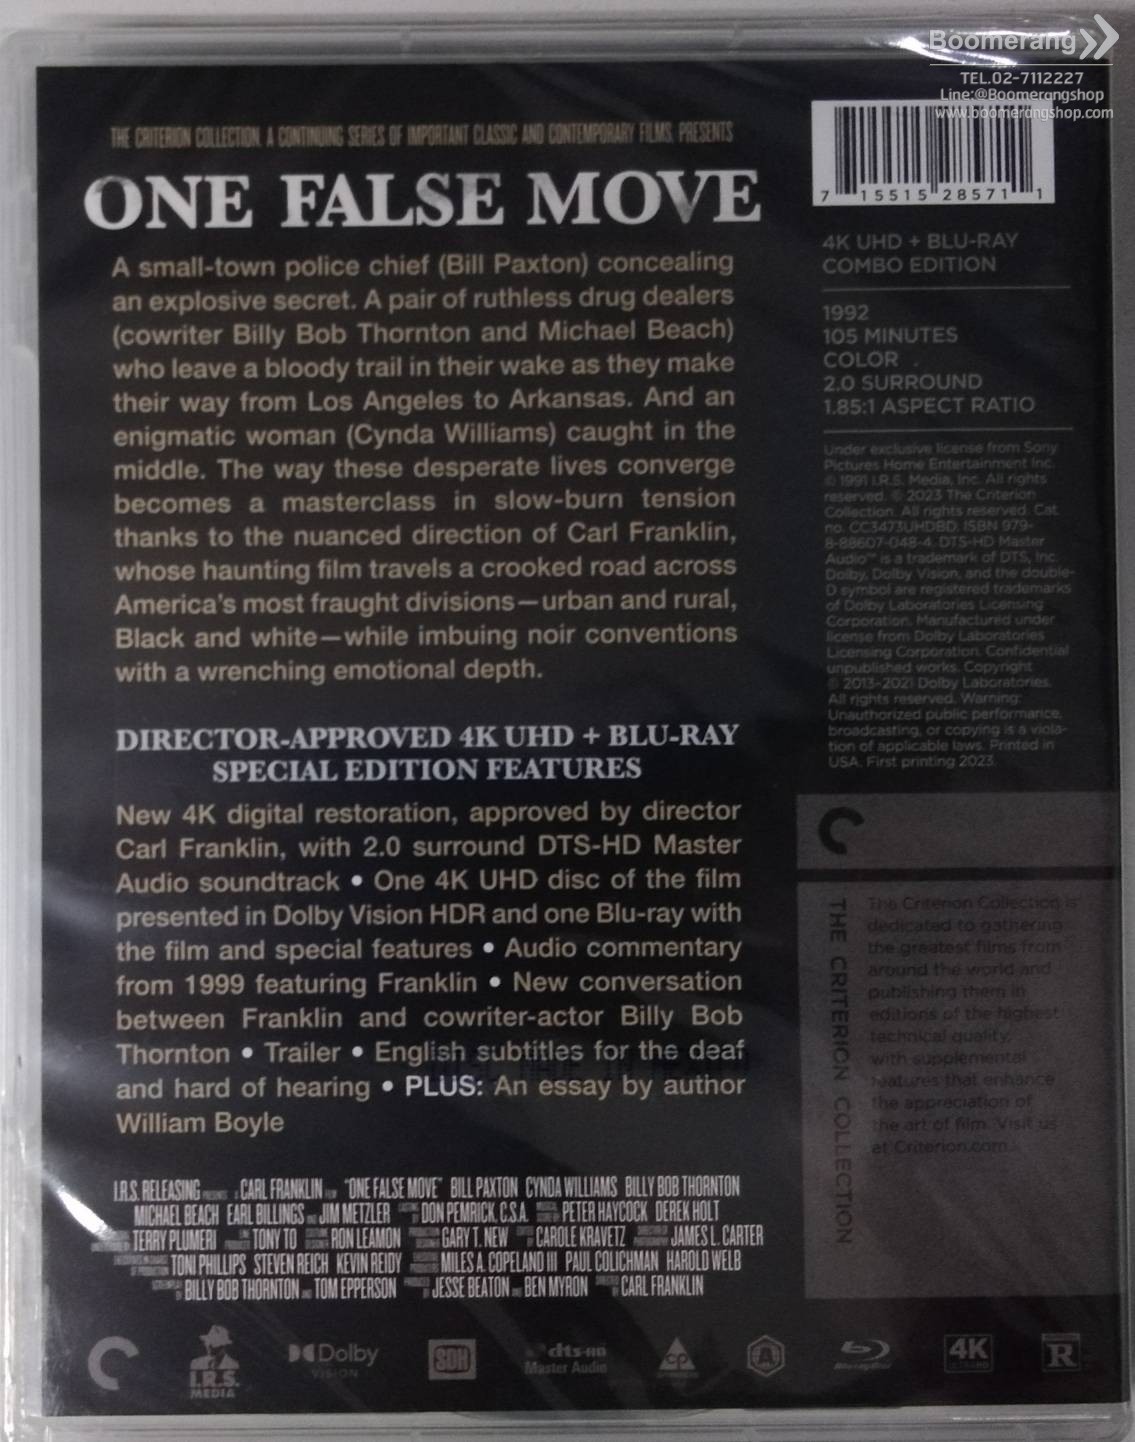 Boomerang
TEL.02-7112227
Line:@Boomerangshop
www.boomerangshop.com
THE CRITERION COLLECTION, A CONTINUING SERIES OF IMPORTANT CLASSIC AND CONTEMPORARY FILMS, PRESENTS
ONE FALSE MOVE
A small-town police chief (Bill Paxton) concealing
an explosive secret. A pair of ruthless drug dealers
(cowriter Billy Bob Thornton and Michael Beach)
who leave a bloody trail in their wake as they make
their way from Los Angeles to Arkansas. And an
enigmatic woman (Cynda Williams) caught in the
middle. The way these desperate lives converge
becomes a masterclass in slow-burn tension
thanks to the nuanced direction of Carl Franklin,
whose haunting film travels a crooked road across
America's most fraught divisions—urban and rural,
Black and white—while imbuing noir conventions
with a wrenching emotional depth.
DIRECTOR-APPROVED 4K UHD + BLU-RAY
SPECIAL EDITION FEATURES
New 4K digital restoration, approved by director
Carl Franklin, with 2.0 surround DTS-HD Master
Audio soundtrack • One 4K UHD disc of the film
presented in Dolby Vision HDR and one Blu-ray with
the film and special features • Audio commentary
from 1999 featuring Franklin • New conversation
between Franklin and cowriter-actor Billy Bob
Thornton • Trailer • English subtitles for the deaf
and hard of hearing • PLUS: An essay by author
William Boyle
I.R.S. RELEASING CARL FRANKLIN "ONE FALSE MOVE" BILL PAXTON CYNDA WILLIAMS BILLY BOB THORNTON
MICHAEL BEACH EARL BILLINGS JIM METZLER DON PEMRICK, C.S.A. PETER HAYCOCK DEREK HOLT
TERRY PLUMERI TONY TO RON LEAMON GARY T. NEW CAROLE KRAVETZ JAMES L. CARTER
TONI PHILLIPS STEVEN REICH KEVIN REIDY MILES A. COPELAND III PAUL COLICHMAN HAROLD WELB
BILLY BOB THORNTON TOM EPPERSON JESSE BEATON BEN MYRON CARL FRANKLIN
7 15515 28571 1
4K UHD + BLU-RAY
COMBO EDITION
1992
105 MINUTES
COLOR
2.0 SURROUND
1.85:1 ASPECT RATIO
Under exclusive license from Sony
Pictures Home Entertainment Inc.
© 1991 I.R.S. Media, Inc. All rights
reserved. © 2023 The Criterion
Collection. All rights reserved. Cat.
no. CC3473UHDBD. ISBN 979-
8-88607-048-4. DTS-HD Master
Audio™ is a trademark of DTS, Inc.
Dolby, Dolby Vision, and the double-
D symbol are registered trademarks
of Dolby Laboratories Licensing
Corporation. Manufactured under
license from Dolby Laboratories
Licensing Corporation. Confidential
unpublished works. Copyright
© 2013–2021 Dolby Laboratories.
All rights reserved. Warning:
Unauthorized public performance,
broadcasting, or copying is a viola-
tion of applicable laws. Printed in
USA. First printing 2023.
THE CRITERION COLLECTION
The Criterion Collection is
dedicated to gathering
the greatest films from
around the world and
publishing them in
editions of the highest
technical quality,
with supplemental
features that enhance
the appreciation of
the art of film. Visit us
at Criterion.com.
I.R.S.
MEDIA
Dolby
VISION
SDH
dts-HD
Master Audio
cp
A
Blu-ray Disc
4K
ULTRA HD
R